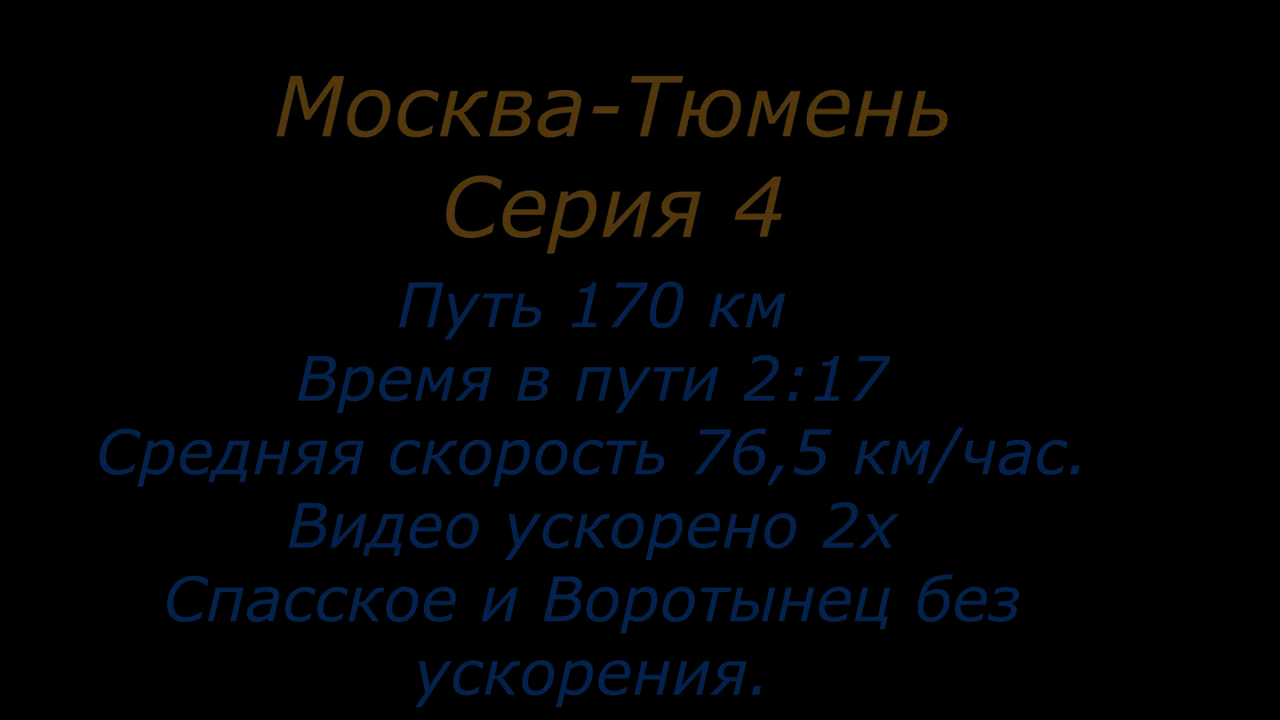 Москва-Тюмень
Серия 4
Путь 170 км
Время в пути 2:17
Средняя скорость 76,5 км/час.
Видео ускорено 2х
Спасское и Воротынец без
ускорения.